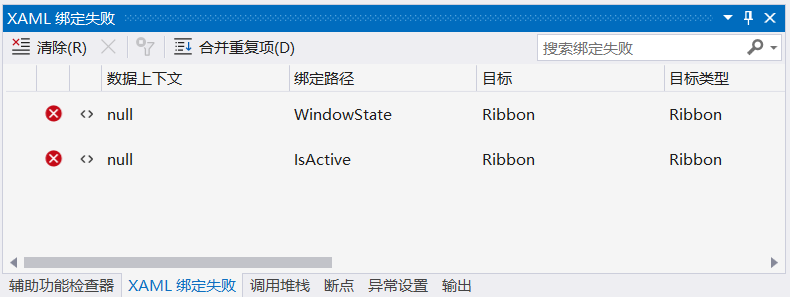 XAML 绑定失败
清除(R) 合并重复项(D) 搜索绑定失败
数据上下文 绑定路径 目标 目标类型
null WindowState Ribbon Ribbon
null IsActive Ribbon Ribbon
辅助功能检查器 XAML 绑定失败 调用堆栈 断点 异常设置 输出